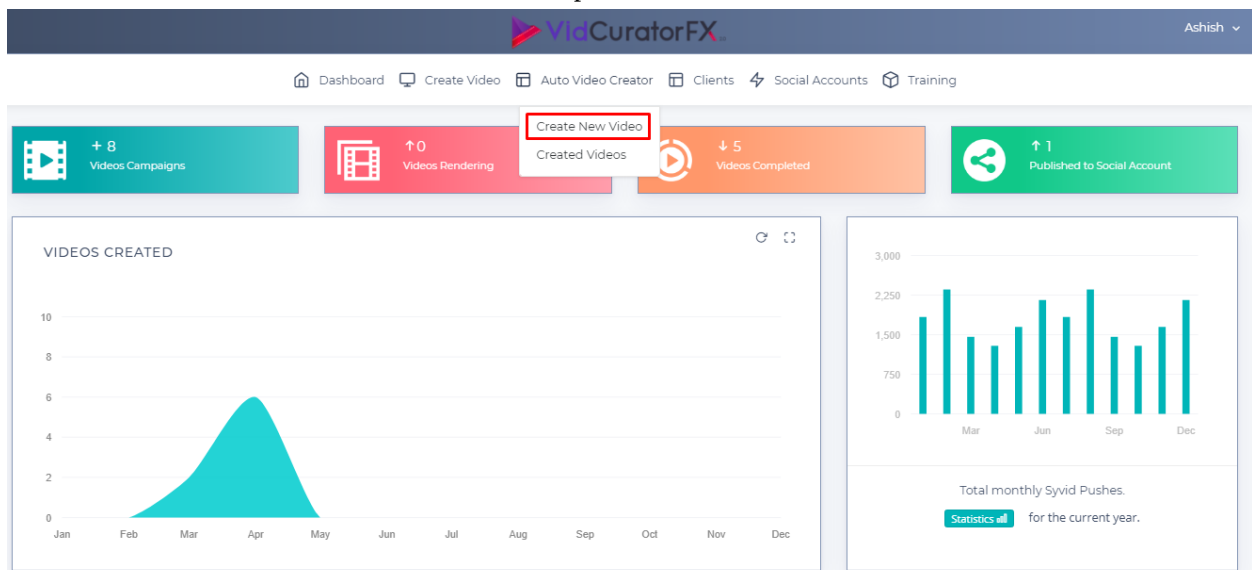 VidCuratorFX
Ashish
Dashboard Create Video Auto Video Creator Clients Social Accounts Training
Create New Video
Created Videos
+ 8
Videos Campaigns
↑ 0
Videos Rendering
↓ 5
Videos Completed
↑ 1
Published to Social Account
VIDEOS CREATED
10
8
6
4
2
0
Jan Feb Mar Apr May Jun Jul Aug Sep Oct Nov Dec
3,000
2,250
1,500
750
0
Mar Jun Sep Dec
Total monthly Syvid Pushes.
Statistics for the current year.